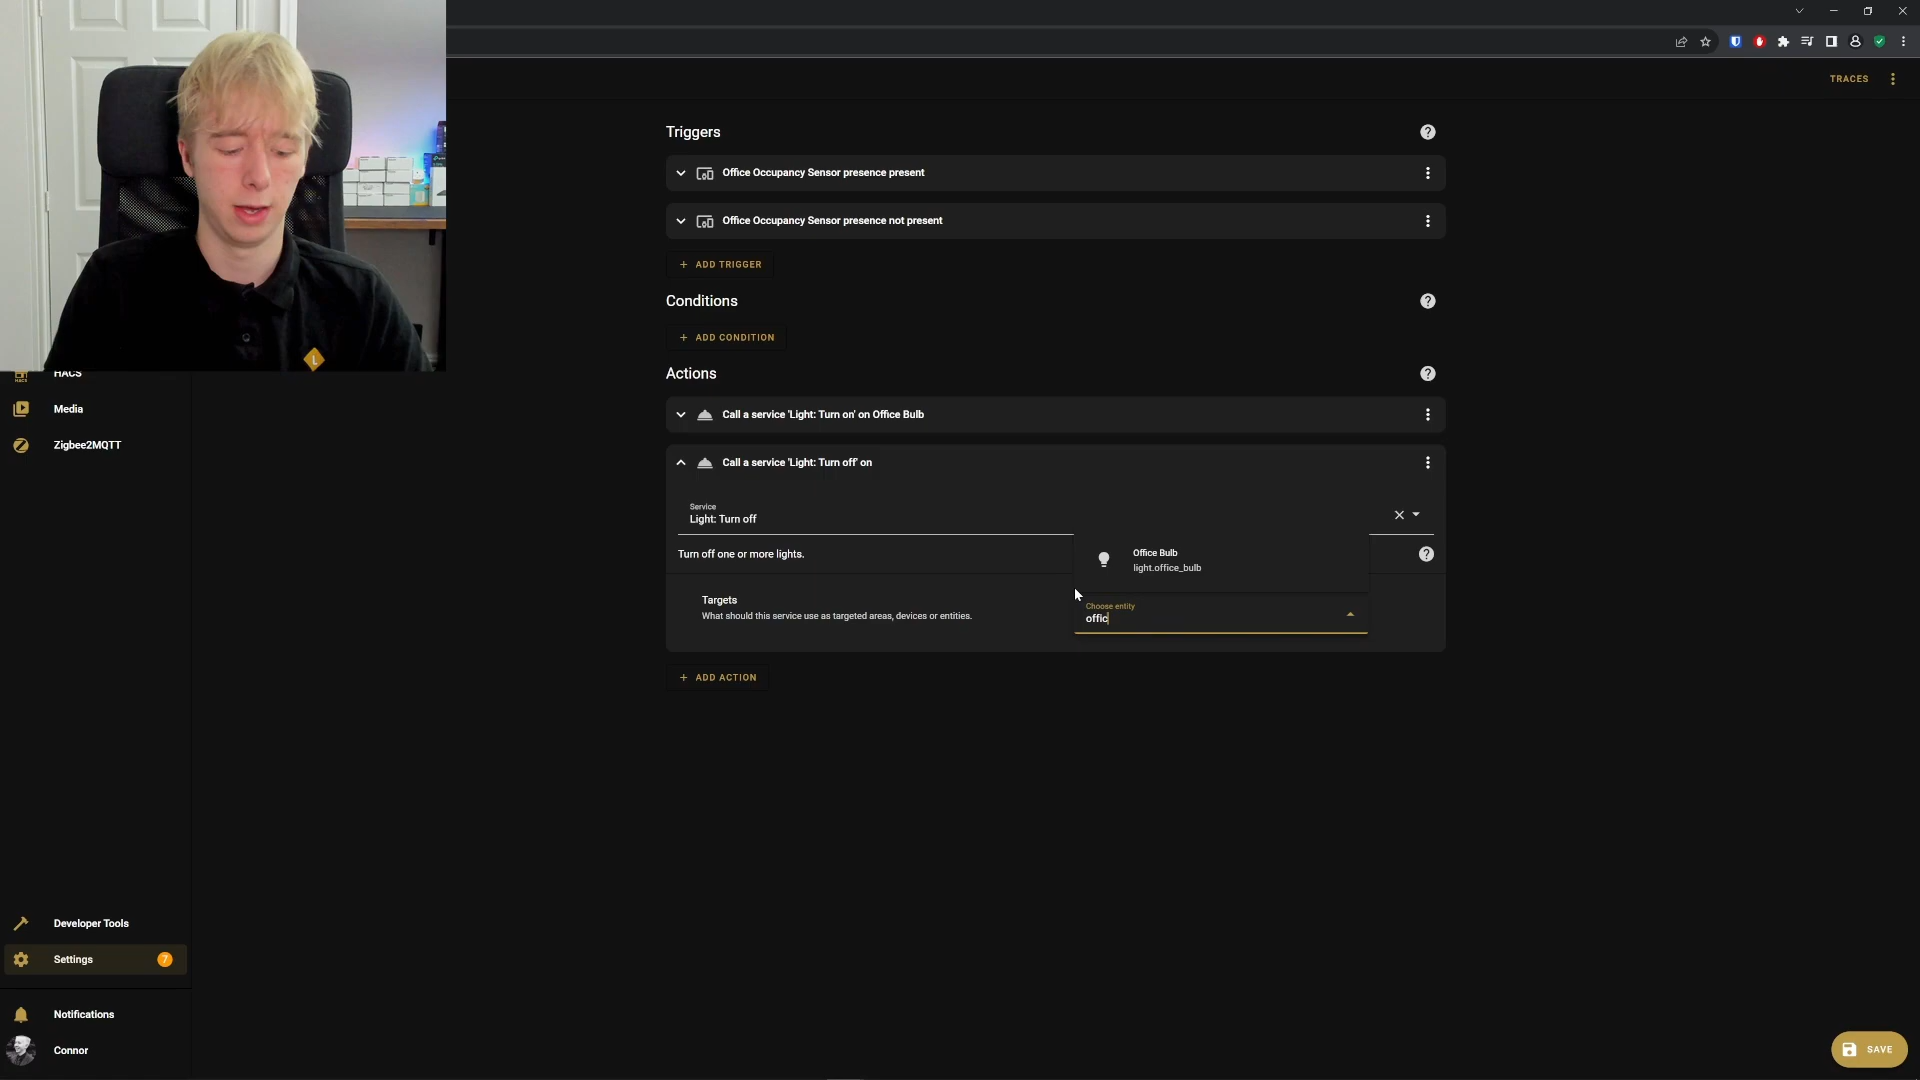 TRACES
Triggers
Office Occupancy Sensor presence present
Office Occupancy Sensor presence not present
+ ADD TRIGGER
Conditions
+ ADD CONDITION
Actions
Call a service 'Light: Turn on' on Office Bulb
Call a service 'Light: Turn off' on
Service
Light: Turn off
Turn off one or more lights.
Office Bulb
light.office_bulb
Targets
What should this service use as targeted areas, devices or entities.
Choose entity
offic
+ ADD ACTION
L
HACS
HACS
Media
Zigbee2MQTT
Developer Tools
Settings
7
Notifications
Connor
SAVE